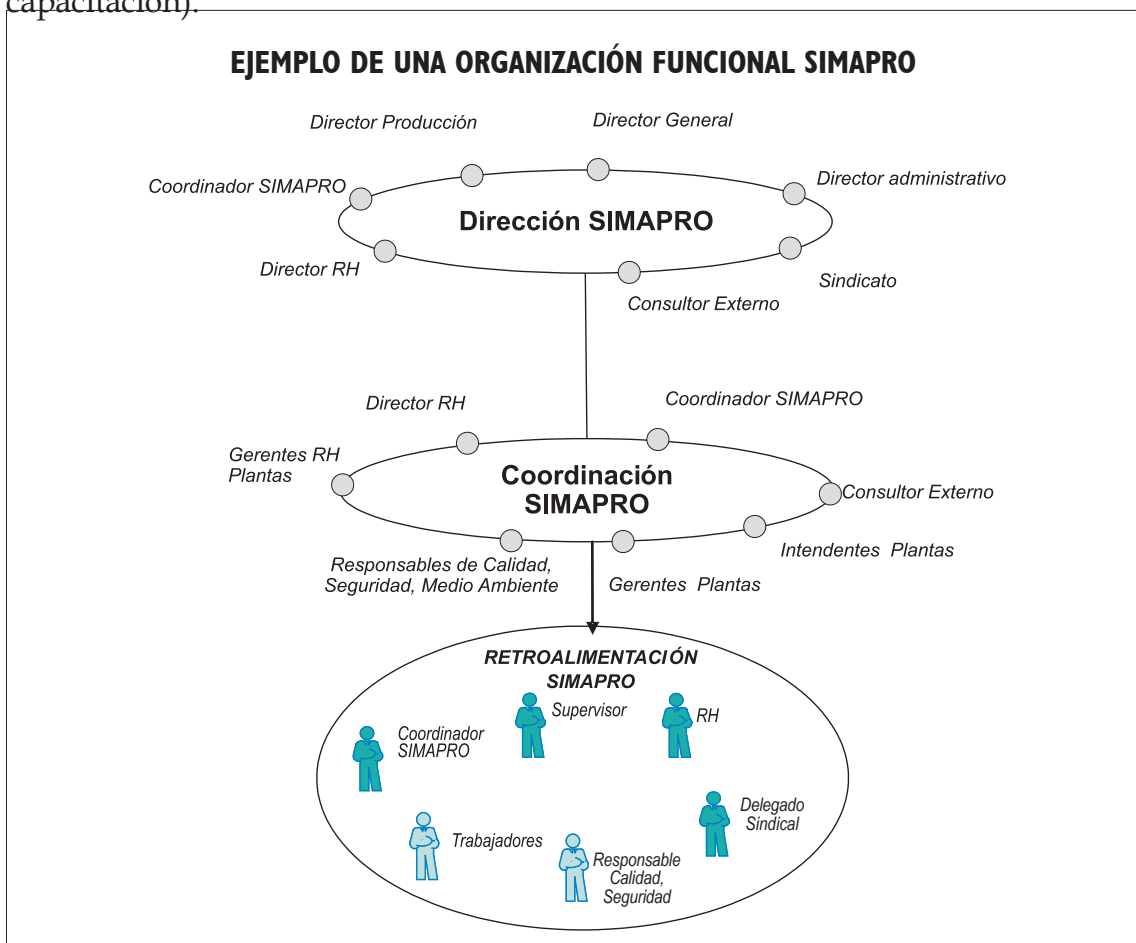 capacitación).
EJEMPLO DE UNA ORGANIZACIÓN FUNCIONAL SIMAPRO
Director Producción
Director General
Coordinador SIMAPRO
Director administrativo
Dirección SIMAPRO
Director RH
Sindicato
Consultor Externo
Director RH
Coordinador SIMAPRO
Gerentes RH
Plantas
Coordinación
SIMAPRO
Consultor Externo
Intendentes Plantas
Responsables de Calidad,
Seguridad, Medio Ambiente
Gerentes Plantas
RETROALIMENTACIÓN
SIMAPRO
Supervisor
RH
Coordinador
SIMAPRO
Delegado
Sindical
Trabajadores
Responsable
Calidad,
Seguridad